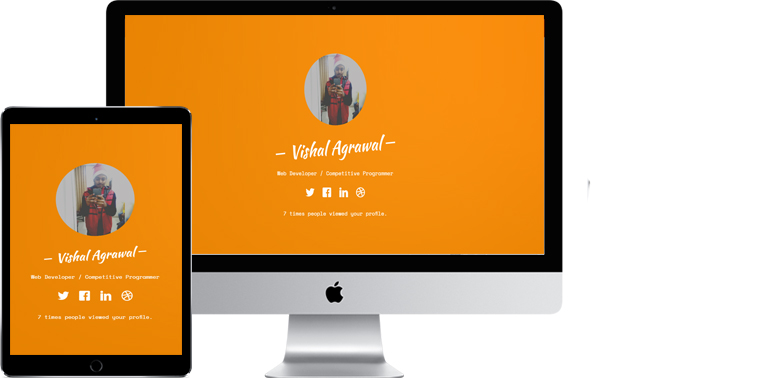 — Vishal Agrawal —
Web Developer / Competitive Programmer
7 times people viewed your profile.
— Vishal Agrawal —
Web Developer / Competitive Programmer
7 times people viewed your profile.